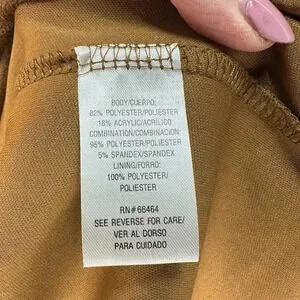 BODY/CUERPO:
82% POLYESTER/POLIESTER
18% ACRYLIC/ACRILICO
COMBINATION/COMBINACION:
95% POLYESTER/POLIESTER
5% SPANDEX/SPANDEX
LINING/FORRO:
100% POLYESTER/
POLIESTER
RN# 66464
SEE REVERSE FOR CARE/
VER AL DORSO
PARA CUIDADO